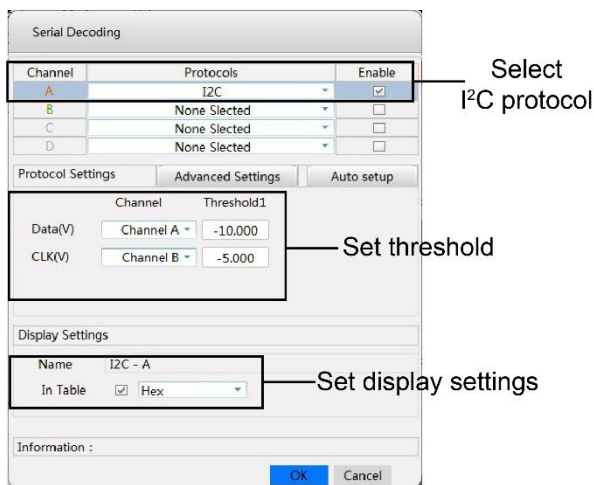 Serial Decoding
Channel Protocols Enable
A I2C
B None Slected
C None Slected
D None Slected
Select
I²C protocol
Protocol Settings Advanced Settings Auto setup
Channel Threshold1
Data(V) Channel A -10.000
CLK(V) Channel B -5.000
Set threshold
Display Settings
Name I2C - A
In Table Hex
Set display settings
Information :
OK Cancel